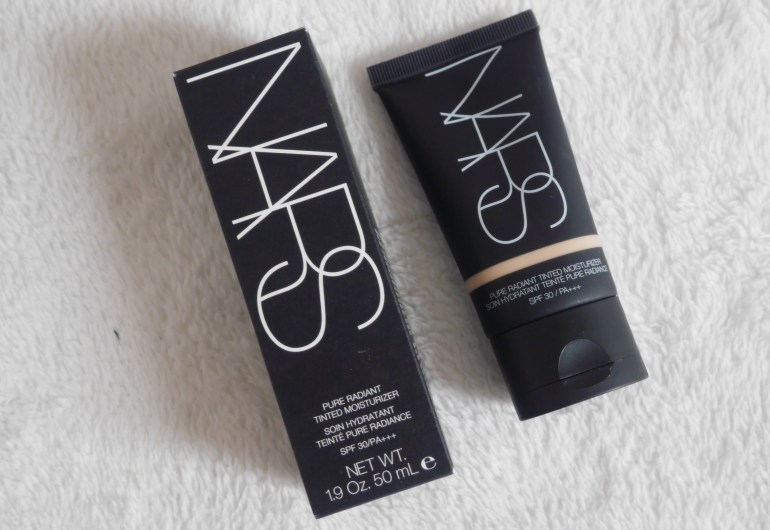 NARS
PURE RADIANT
TINTED MOISTURIZER
SOIN HYDRATANT
TEINTÉ PURE RADIANCE
SPF 30/PA+++
NET WT.
1.9 Oz. 50 mL ℮
NARS
PURE RADIANT TINTED MOISTURIZER
SOIN HYDRATANT TEINTÉ PURE RADIANCE
SPF 30 / PA+++